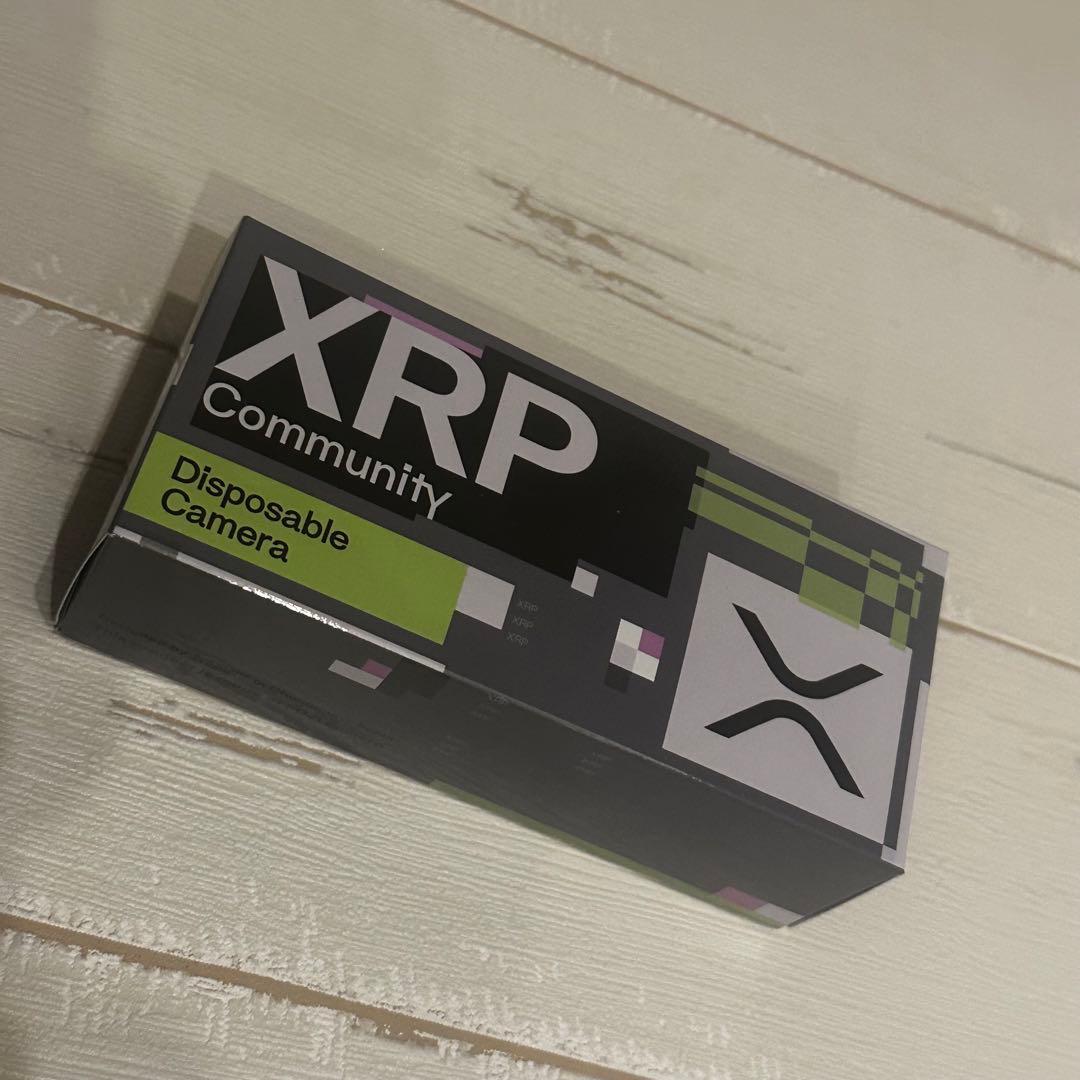 XRP
Community
Disposable
Camera
XRP
XRP
XRP